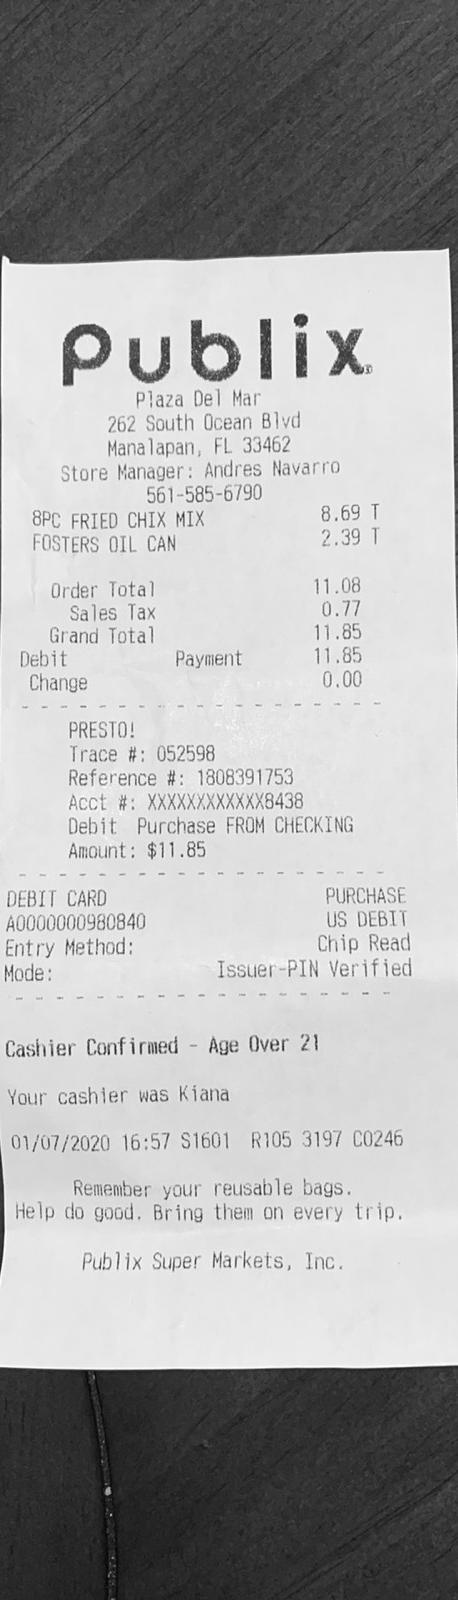 Publix
Plaza Del Mar
262 South Ocean Blvd
Manalapan, FL 33462
Store Manager: Andres Navarro
561-585-6790
8PC FRIED CHIX MIX 8.69 T
FOSTERS OIL CAN 2.39 T
Order Total 11.08
Sales Tax 0.77
Grand Total 11.85
Debit Payment 11.85
Change 0.00
PRESTO!
Trace #: 052598
Reference #: 1808391753
Acct #: XXXXXXXXXXXX8438
Debit Purchase FROM CHECKING
Amount: $11.85
DEBIT CARD PURCHASE
A0000000980840 US DEBIT
Entry Method: Chip Read
Mode: Issuer-PIN Verified
Cashier Confirmed - Age Over 21
Your cashier was Kiana
01/07/2020 16:57 S1601 R105 3197 C0246
Remember your reusable bags.
Help do good. Bring them on every trip.
Publix Super Markets, Inc.